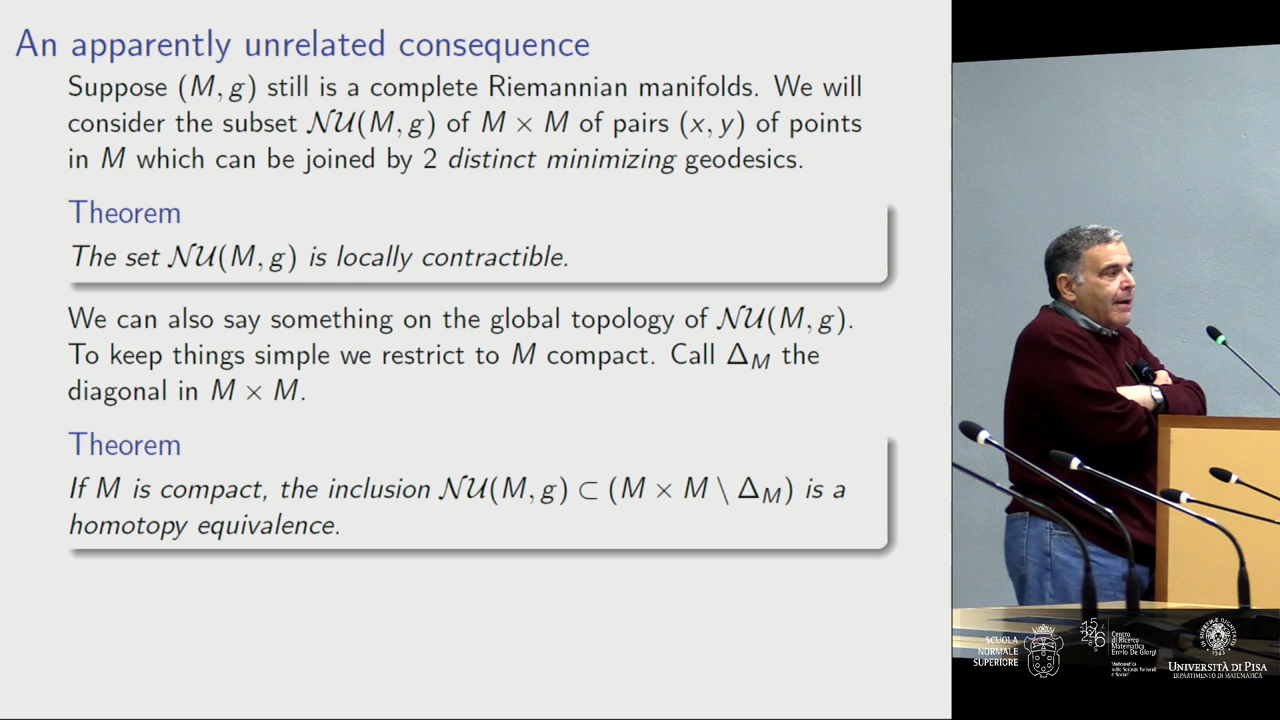 An apparently unrelated consequence
Suppose (M, g) still is a complete Riemannian manifolds. We will
consider the subset 𝒩𝒰(M, g) of M × M of pairs (x, y) of points
in M which can be joined by 2 distinct minimizing geodesics.
Theorem
The set 𝒩𝒰(M, g) is locally contractible.
We can also say something on the global topology of 𝒩𝒰(M, g).
To keep things simple we restrict to M compact. Call Δ_M the
diagonal in M × M.
Theorem
If M is compact, the inclusion 𝒩𝒰(M, g) ⊂ (M × M \ Δ_M) is a
homotopy equivalence.
SCUOLA
NORMALE
SUPERIORE
Centro
di Ricerca
Matematica
Ennio De Giorgi
UNIVERSITÀ DI PISA
DIPARTIMENTO DI MATEMATICA